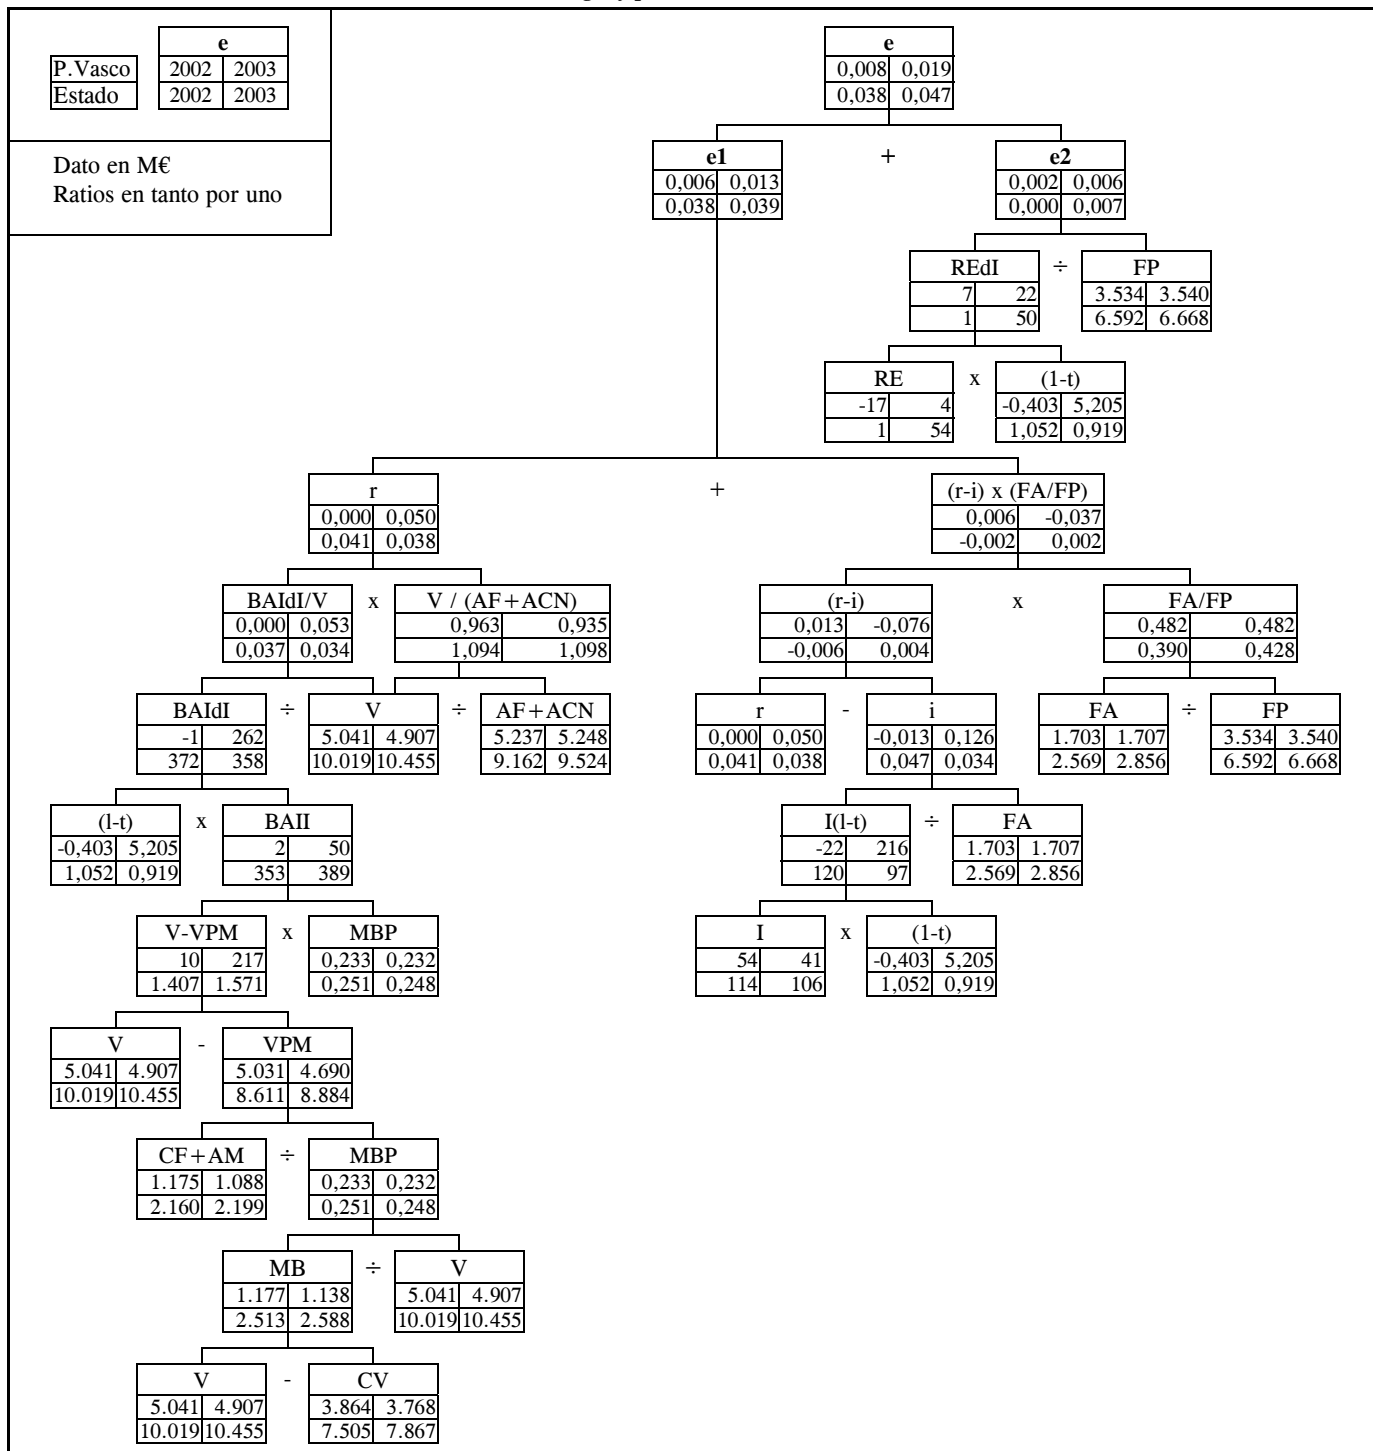 e
P.Vasco 2002 2003
Estado 2002 2003
Dato en M€
Ratios en tanto por uno
e
0,008 0,019
0,038 0,047
e1 + e2
0,006 0,013 0,002 0,006
0,038 0,039 0,000 0,007
REdI ÷ FP
7 22 3.534 3.540
1 50 6.592 6.668
RE x (1-t)
-17 4 -0,403 5,205
1 54 1,052 0,919
r + (r-i) x (FA/FP)
0,000 0,050 0,006 -0,037
0,041 0,038 -0,002 0,002
BAIdI/V x V / (AF+ACN) (r-i) x FA/FP
0,000 0,053 0,963 0,935 0,013 -0,076 0,482 0,482
0,037 0,034 1,094 1,098 -0,006 0,004 0,390 0,428
BAIdI ÷ V ÷ AF+ACN r - i FA ÷ FP
-1 262 5.041 4.907 5.237 5.248 0,000 0,050 -0,013 0,126 1.703 1.707 3.534 3.540
372 358 10.019 10.455 9.162 9.524 0,041 0,038 0,047 0,034 2.569 2.856 6.592 6.668
(l-t) x BAII I(l-t) ÷ FA
-0,403 5,205 2 50 -22 216 1.703 1.707
1,052 0,919 353 389 120 97 2.569 2.856
V-VPM x MBP I x (1-t)
10 217 0,233 0,232 54 41 -0,403 5,205
1.407 1.571 0,251 0,248 114 106 1,052 0,919
V - VPM
5.041 4.907 5.031 4.690
10.019 10.455 8.611 8.884
CF+AM ÷ MBP
1.175 1.088 0,233 0,232
2.160 2.199 0,251 0,248
MB ÷ V
1.177 1.138 5.041 4.907
2.513 2.588 10.019 10.455
V - CV
5.041 4.907 3.864 3.768
10.019 10.455 7.505 7.867